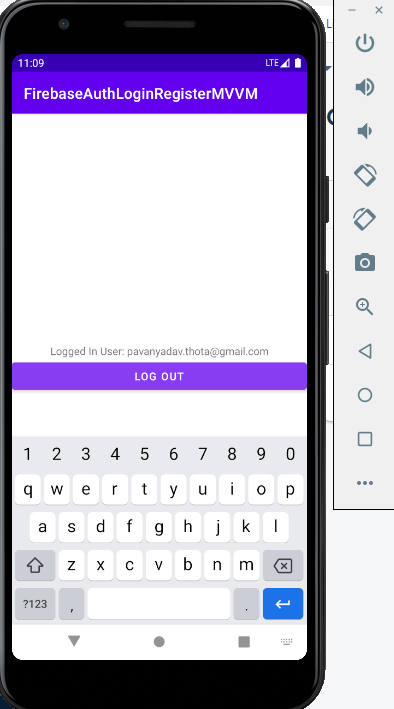 11:09 LTE
FirebaseAuthLoginRegisterMVVM
Logged In User: pavanyadav.thota@gmail.com
LOG OUT
1 2 3 4 5 6 7 8 9 0
q w e r t y u i o p
a s d f g h j k l
z x c v b n m
?123 , .